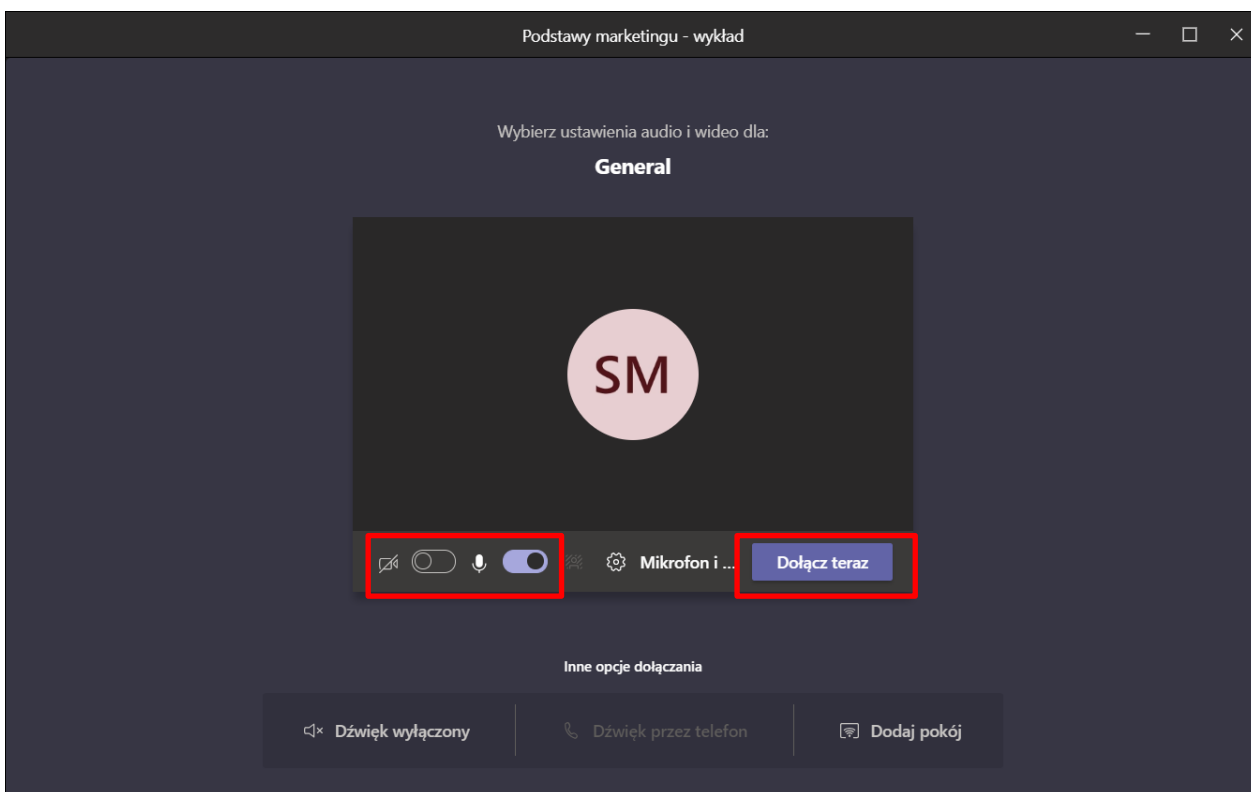 Podstawy marketingu - wykład
Wybierz ustawienia audio i wideo dla:
General
SM
Mikrofon i ...
Dołącz teraz
Inne opcje dołączania
Dźwięk wyłączony
Dźwięk przez telefon
Dodaj pokój